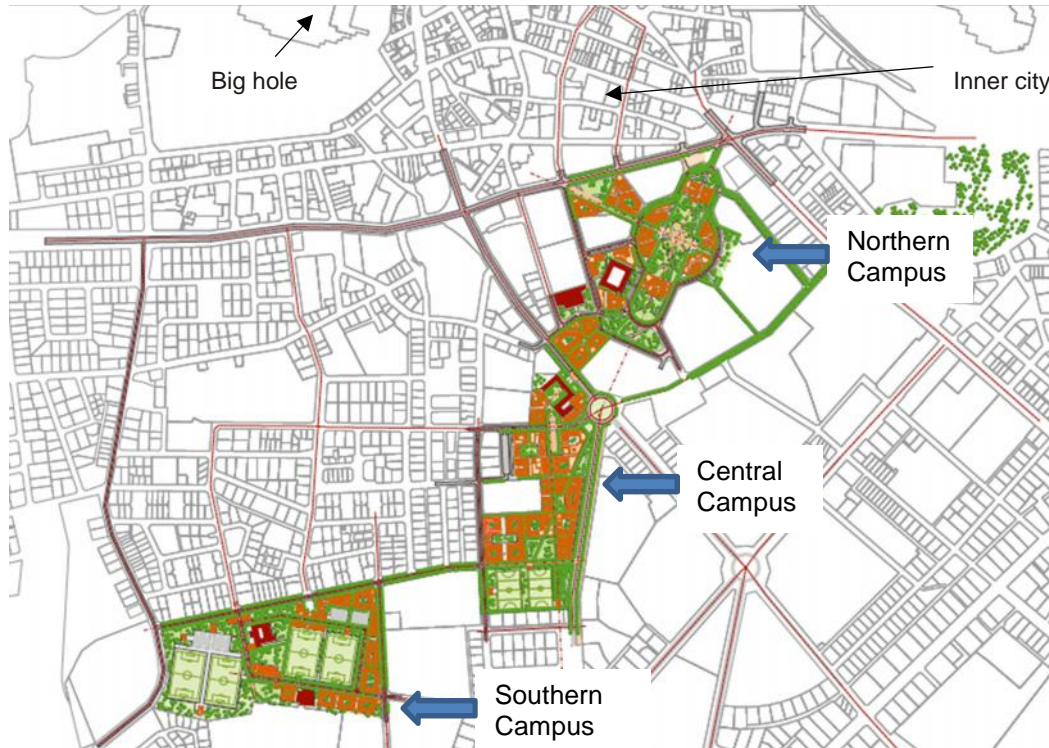 Big hole
Inner city
Northern
Campus
Central
Campus
Southern
Campus